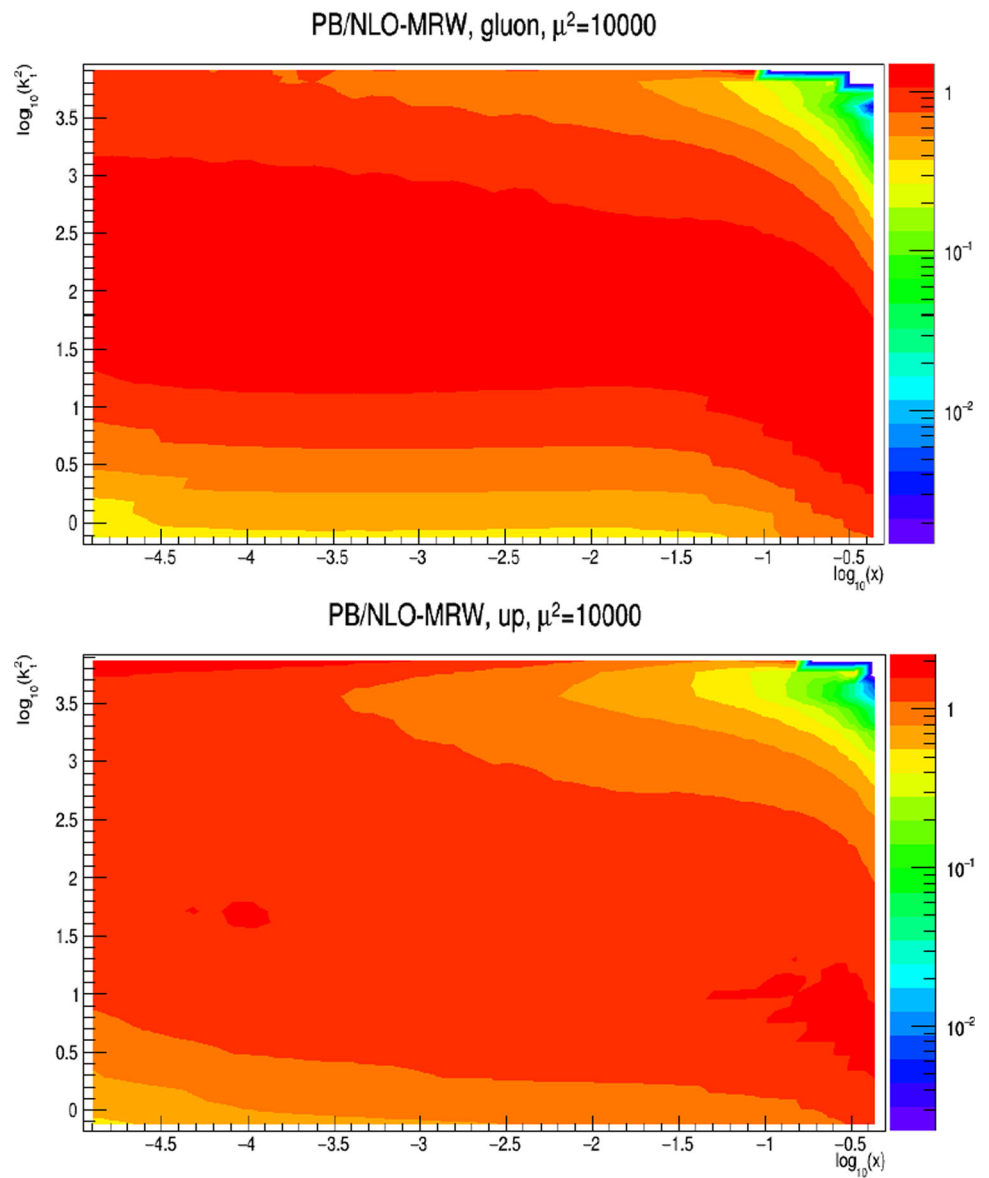 PB/NLO-MRW, gluon, μ²=10000
log₁₀(k²ₜ)
3.5
3
2.5
2
1.5
1
0.5
0
1
10⁻¹
10⁻²
−4.5 −4 −3.5 −3 −2.5 −2 −1.5 −1 −0.5
log₁₀(x)
PB/NLO-MRW, up, μ²=10000
log₁₀(k²ₜ)
3.5
3
2.5
2
1.5
1
0.5
0
1
10⁻¹
10⁻²
−4.5 −4 −3.5 −3 −2.5 −2 −1.5 −1 −0.5
log₁₀(x)